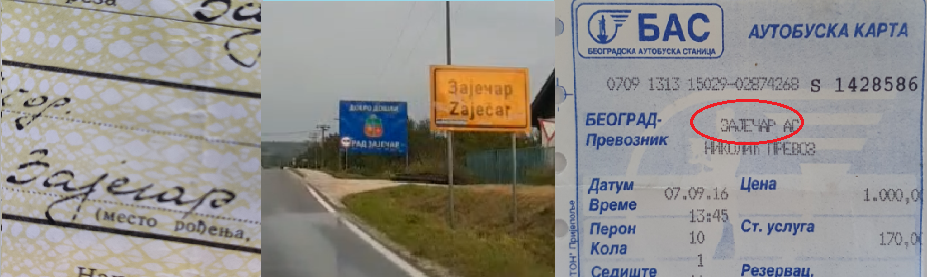 Зајечар
(место рођења,
Зајечар
Zaječar
ДОБРО ДОШЛИ
ГРАД ЗАЈЕЧАР
БАС
БЕОГРАДСКА АУТОБУСКА СТАНИЦА
АУТОБУСКА КАРТА
0709 1313 15029-02874268 S 1428586
БЕОГРАД-
ЗАЈЕЧАР АС
Превозник
НИКОЛИЋ ПРЕВОЗ
Датум 07.09.16 Цена 1.000,0
Време 13:45
Перон 10 Ст. услуга 170,0
Кола 1
Седиште Резервац.